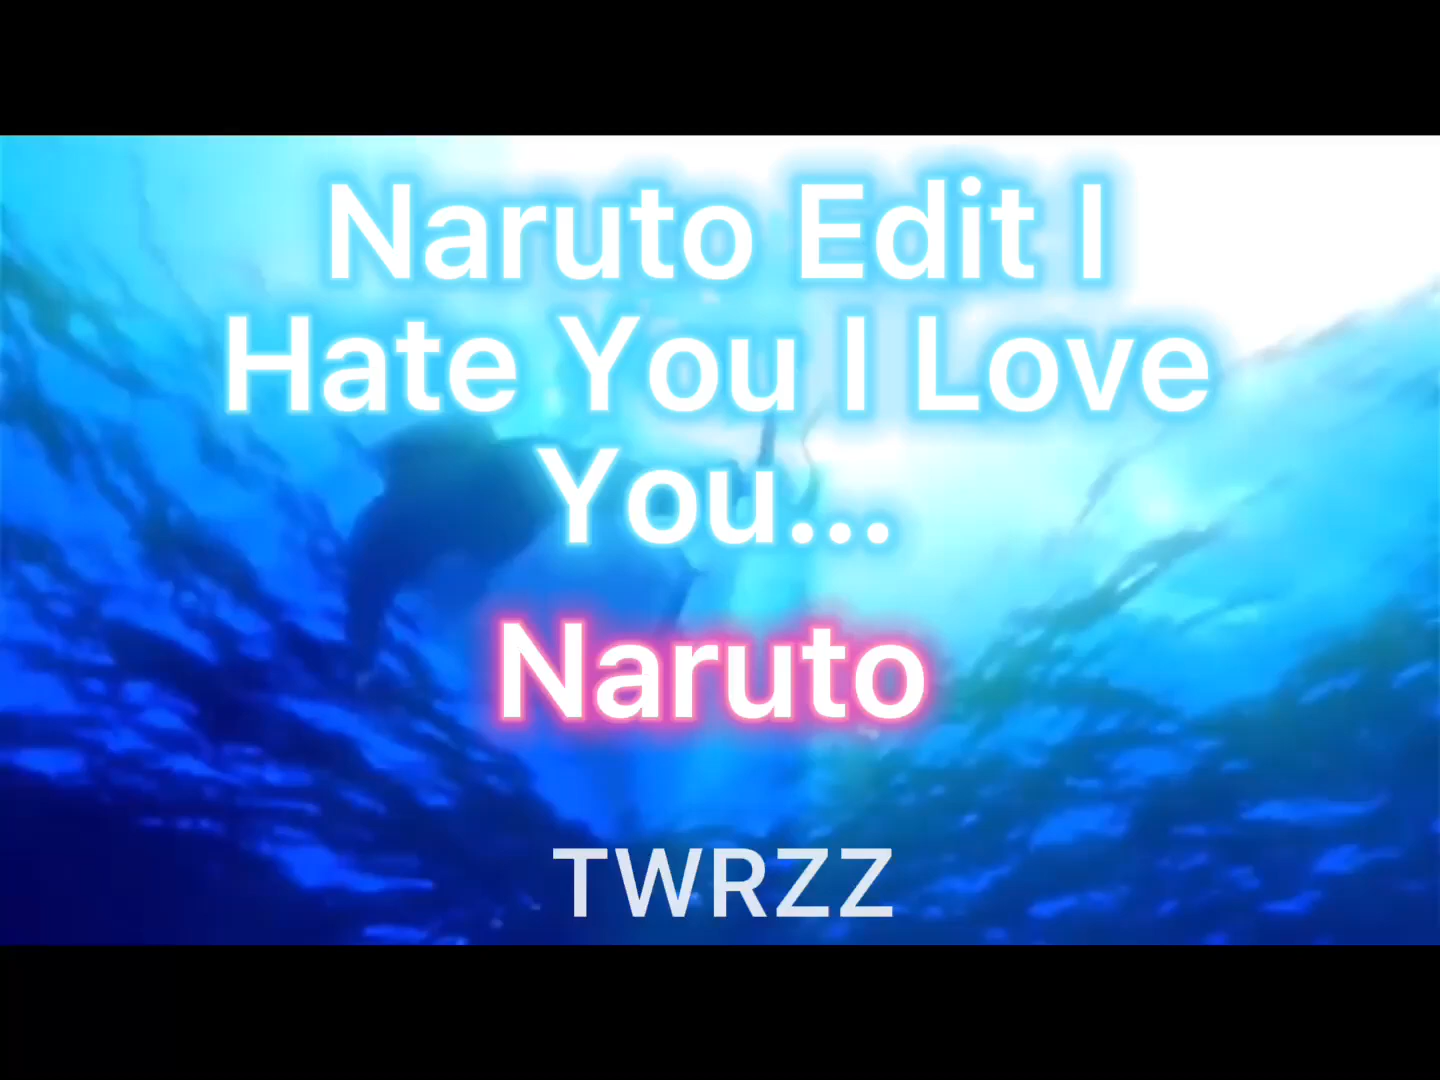 Naruto Edit I
Hate You I Love
You...
Naruto
TWRZZ